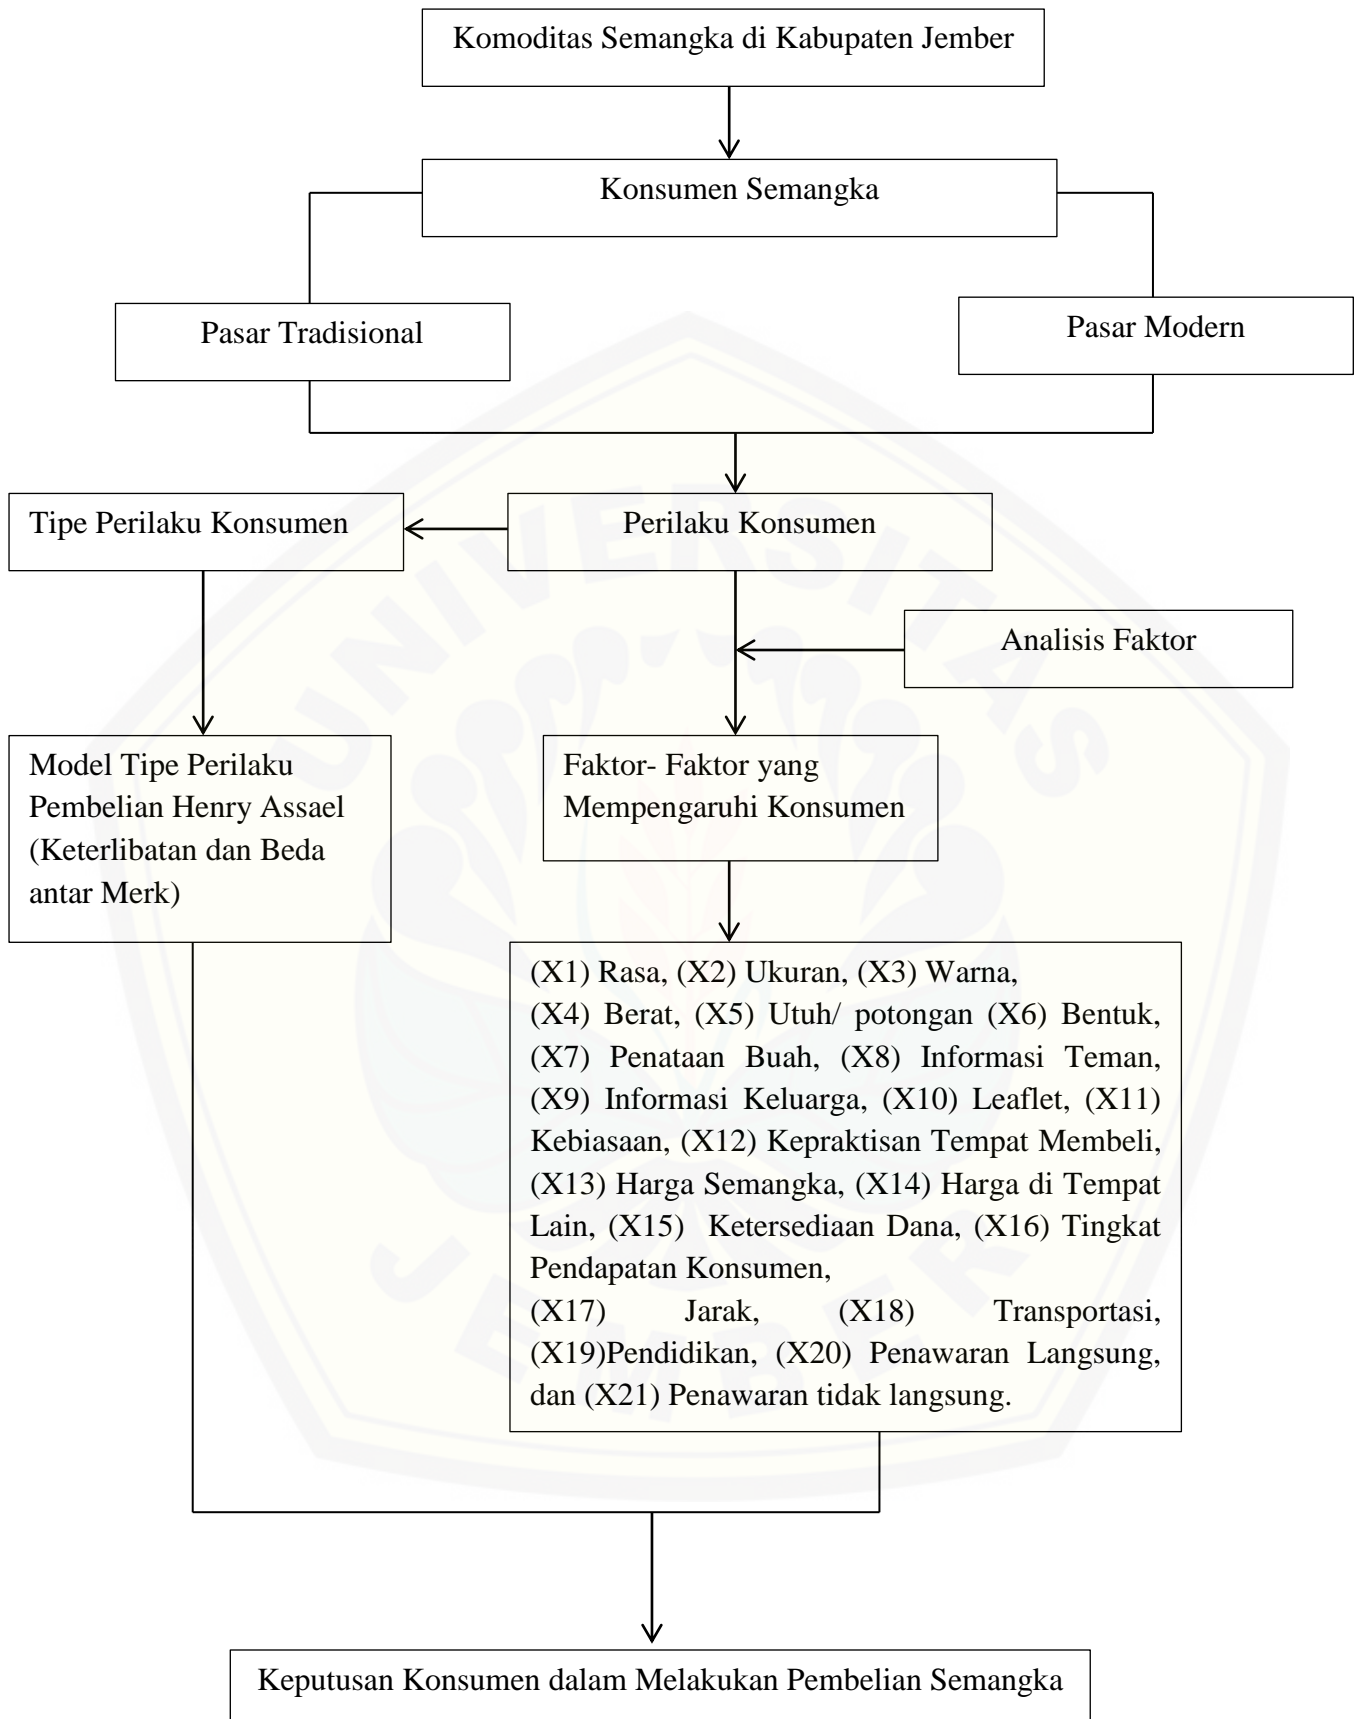 Komoditas Semangka di Kabupaten Jember
Konsumen Semangka
Pasar Tradisional
Pasar Modern
Tipe Perilaku Konsumen
Perilaku Konsumen
Analisis Faktor
Model Tipe Perilaku
Pembelian Henry Assael
(Keterlibatan dan Beda
antar Merk)
Faktor- Faktor yang
Mempengaruhi Konsumen
(X1) Rasa, (X2) Ukuran, (X3) Warna,
(X4) Berat, (X5) Utuh/ potongan (X6) Bentuk,
(X7) Penataan Buah, (X8) Informasi Teman,
(X9) Informasi Keluarga, (X10) Leaflet, (X11)
Kebiasaan, (X12) Kepraktisan Tempat Membeli,
(X13) Harga Semangka, (X14) Harga di Tempat
Lain, (X15) Ketersediaan Dana, (X16) Tingkat
Pendapatan Konsumen,
(X17) Jarak, (X18) Transportasi,
(X19)Pendidikan, (X20) Penawaran Langsung,
dan (X21) Penawaran tidak langsung.
Keputusan Konsumen dalam Melakukan Pembelian Semangka
UNIVERSITAS
JEMBER